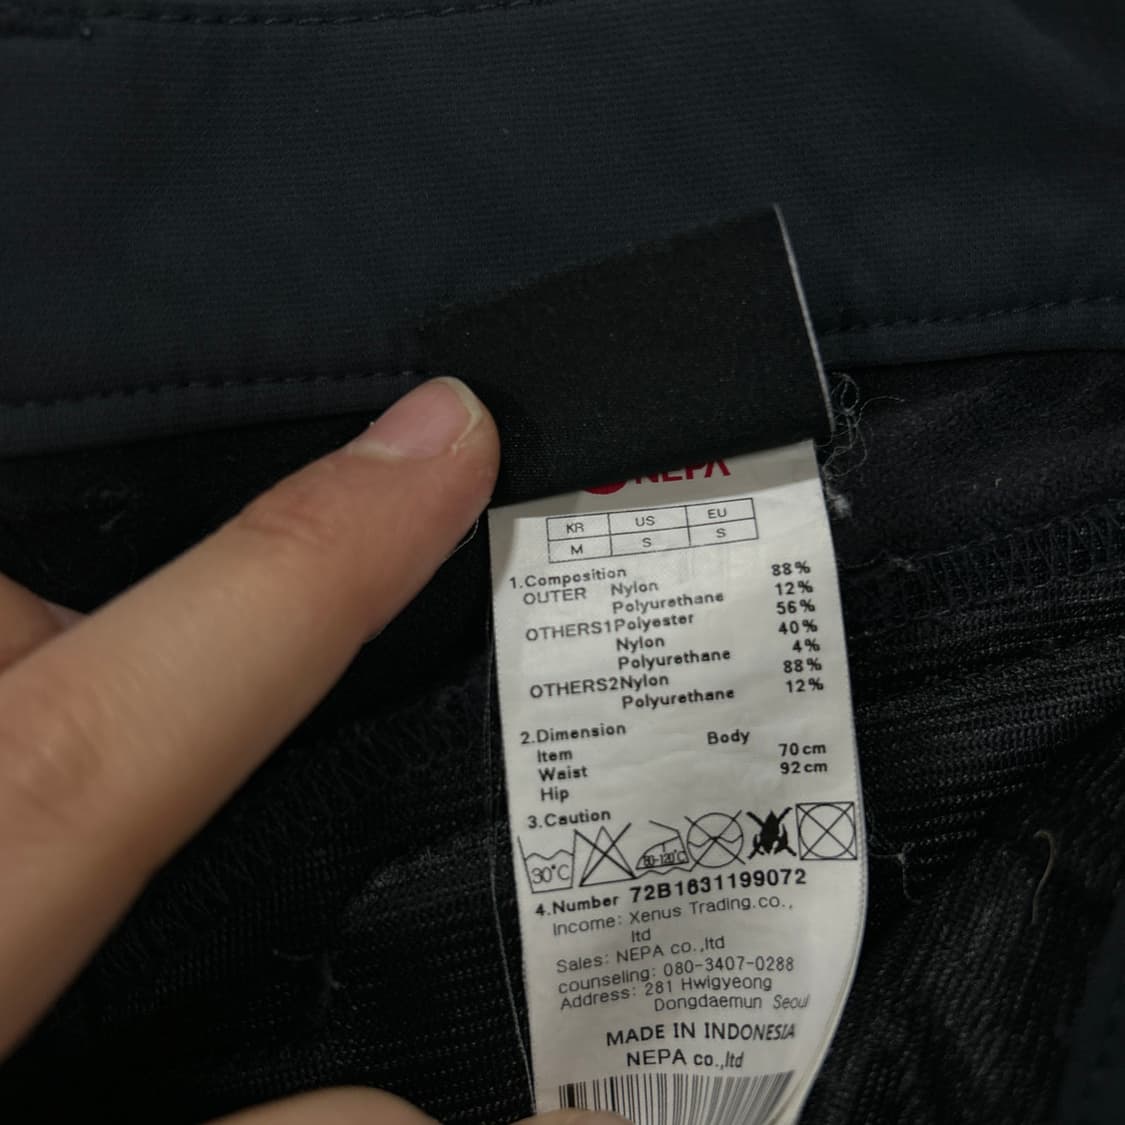 NEPA
KR US EU
M S S
1.Composition
OUTER Nylon 88%
Polyurethane 12%
OTHERS1Polyester 56%
Nylon 40%
Polyurethane 4%
OTHERS2Nylon 88%
Polyurethane 12%
2.Dimension
Item Body
Waist 70cm
Hip 92cm
3.Caution
30°C 80-120°C
4.Number 72B1631199072
Income: Xenus Trading.co.,
ltd
Sales: NEPA co.,ltd
counseling: 080-3407-0288
Address: 281 Hwigyeong
Dongdaemun Seoul
MADE IN INDONESIA
NEPA co.,ltd